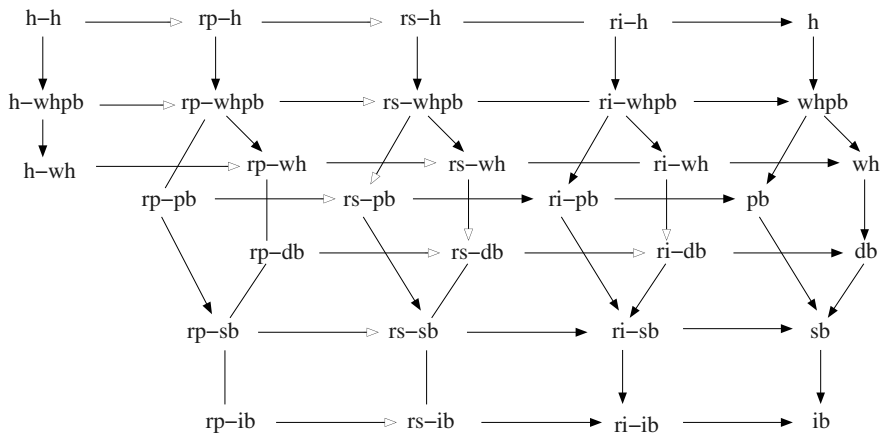 h–h rp–h rs–h ri–h h
h–whpb rp–whpb rs–whpb ri–whpb whpb
h–wh rp–wh rs–wh ri–wh wh
rp–pb rs–pb ri–pb pb
rp–db rs–db ri–db db
rp–sb rs–sb ri–sb sb
rp–ib rs–ib ri–ib ib